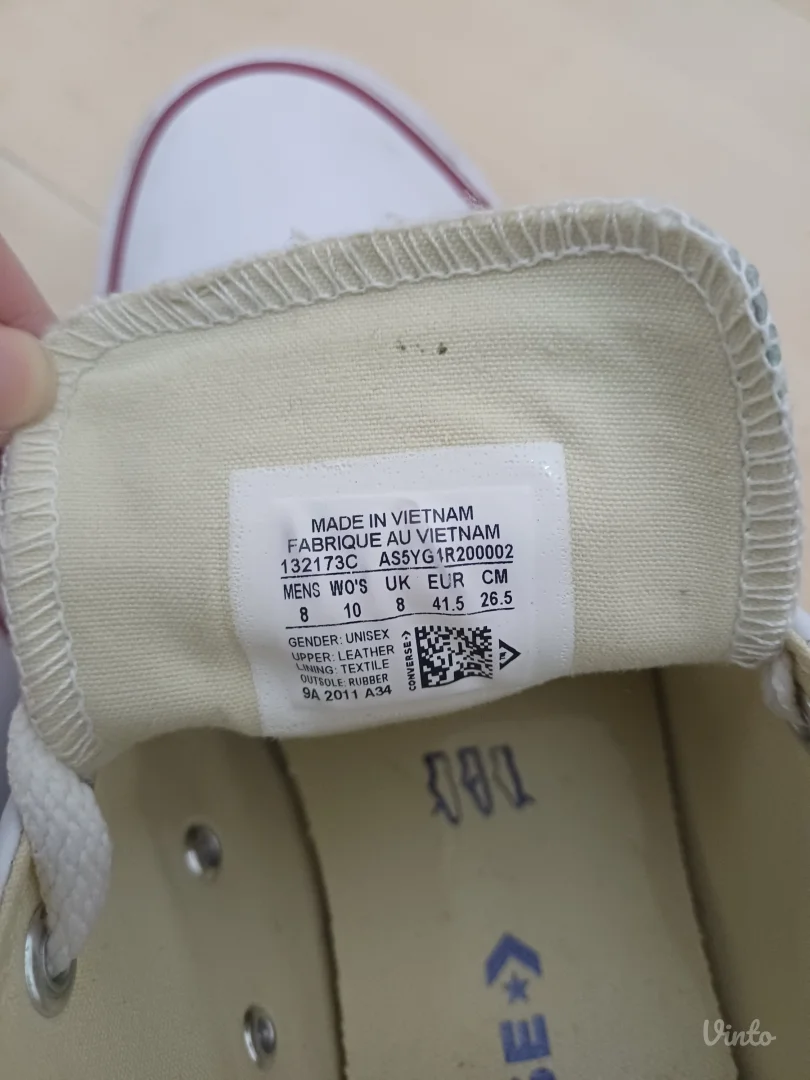 MADE IN VIETNAM
FABRIQUE AU VIETNAM
132173C AS5YG1R200002
MENS WO'S UK EUR CM
8 10 8 41.5 26.5
GENDER: UNISEX
UPPER: LEATHER
LINING: TEXTILE
OUTSOLE: RUBBER
9A 2011 A34
CONVERSE
SE
Vinto